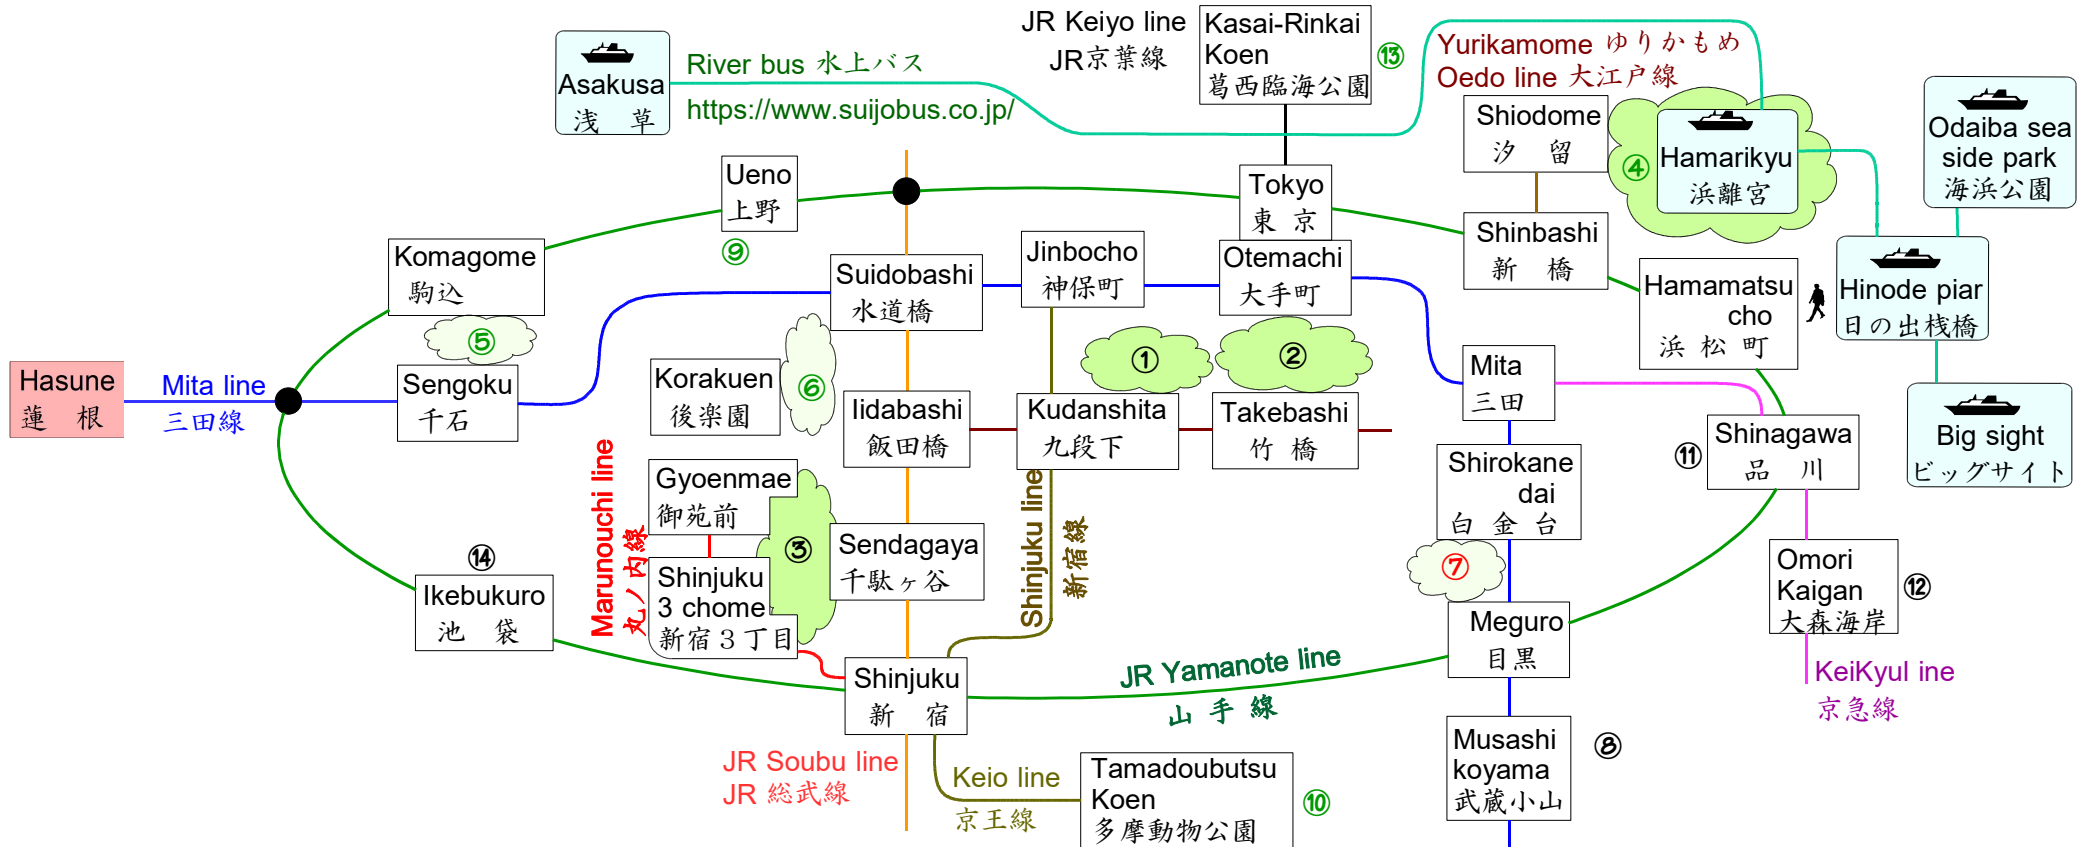 JR Keiyo line
JR京葉線
Kasai-Rinkai
Koen
葛西臨海公園
⑬
Yurikamome ゆりかもめ
Oedo line 大江戸線
Asakusa
浅 草
River bus 水上バス
https://www.suijobus.co.jp/
Shiodome
汐 留
④
Hamarikyu
浜離宮
Odaiba sea
side park
海浜公園
Ueno
上野
⑨
Tokyo
東 京
Shinbashi
新 橋
Komagome
駒込
⑤
Suidobashi
水道橋
Jinbocho
神保町
Otemachi
大手町
Hamamatsu
cho
浜 松 町
Hinode piar
日の出桟橋
Hasune
蓮 根
Mita line
三田線
Sengoku
千石
Korakuen
後楽園
⑥
①
②
Mita
三田
Iidabashi
飯田橋
Kudanshita
九段下
Takebashi
竹 橋
Shinagawa
品 川
⑪
Big sight
ビッグサイト
Marunouchi line
丸ノ内線
Gyoenmae
御苑前
③
Sendagaya
千駄ヶ谷
Shinjuku line
新宿線
Shirokane
dai
白 金 台
⑦
Omori
Kaigan
大森海岸
⑫
⑭
Ikebukuro
池 袋
Shinjuku
3 chome
新宿３丁目
Shinjuku
新 宿
JR Yamanote line
山 手 線
Meguro
目黒
KeiKyul ine
京急線
JR Soubu line
JR 総武線
Keio line
京王線
Tamadoubutsu
Koen
多摩動物公園
⑩
Musashi
koyama
武蔵小山
⑧